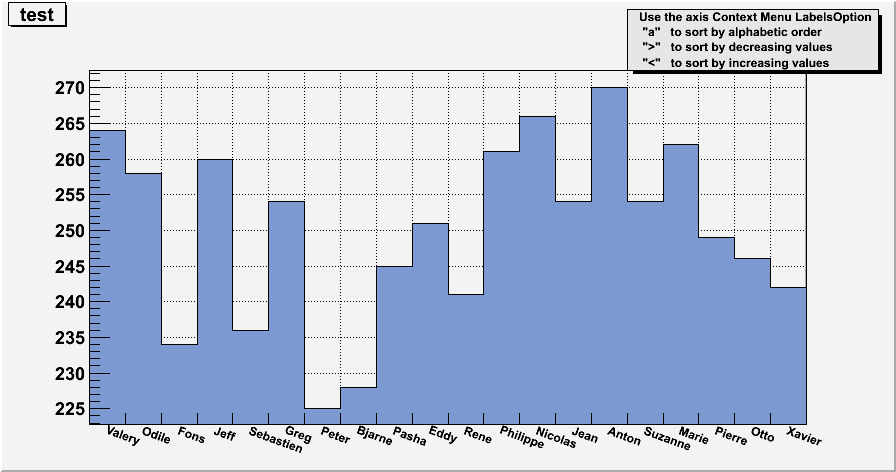 test
Use the axis Context Menu LabelsOption
"a" to sort by alphabetic order
">" to sort by decreasing values
"<" to sort by increasing values
270
265
260
255
250
245
240
235
230
225
Valery Odile Fons Jeff Sebastien Greg Peter Bjarne Pasha Eddy Rene Philippe Nicolas Jean Anton Suzanne Marie Pierre Otto Xavier